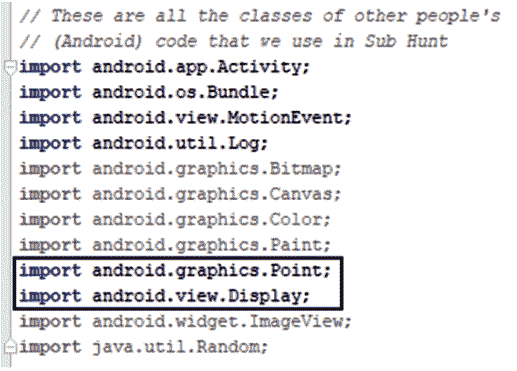 // These are all the classes of other people's
// (Android) code that we use in Sub Hunt
import android.app.Activity;
import android.os.Bundle;
import android.view.MotionEvent;
import android.util.Log;
import android.graphics.Bitmap;
import android.graphics.Canvas;
import android.graphics.Color;
import android.graphics.Paint;
import android.graphics.Point;
import android.view.Display;
import android.widget.ImageView;
import java.util.Random;